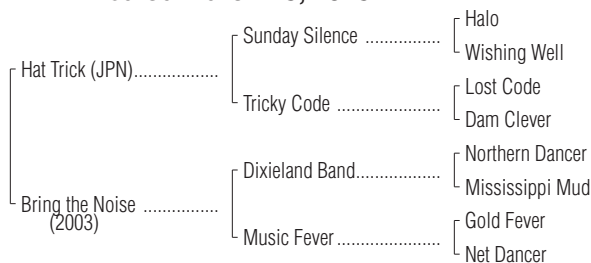 Halo
Sunday Silence ..................
Wishing Well
Hat Trick (JPN)....................
Lost Code
Tricky Code .........................
Dam Clever
Northern Dancer
Dixieland Band....................
Mississippi Mud
Bring the Noise ..................
(2003)
Gold Fever
Music Fever.........................
Net Dancer